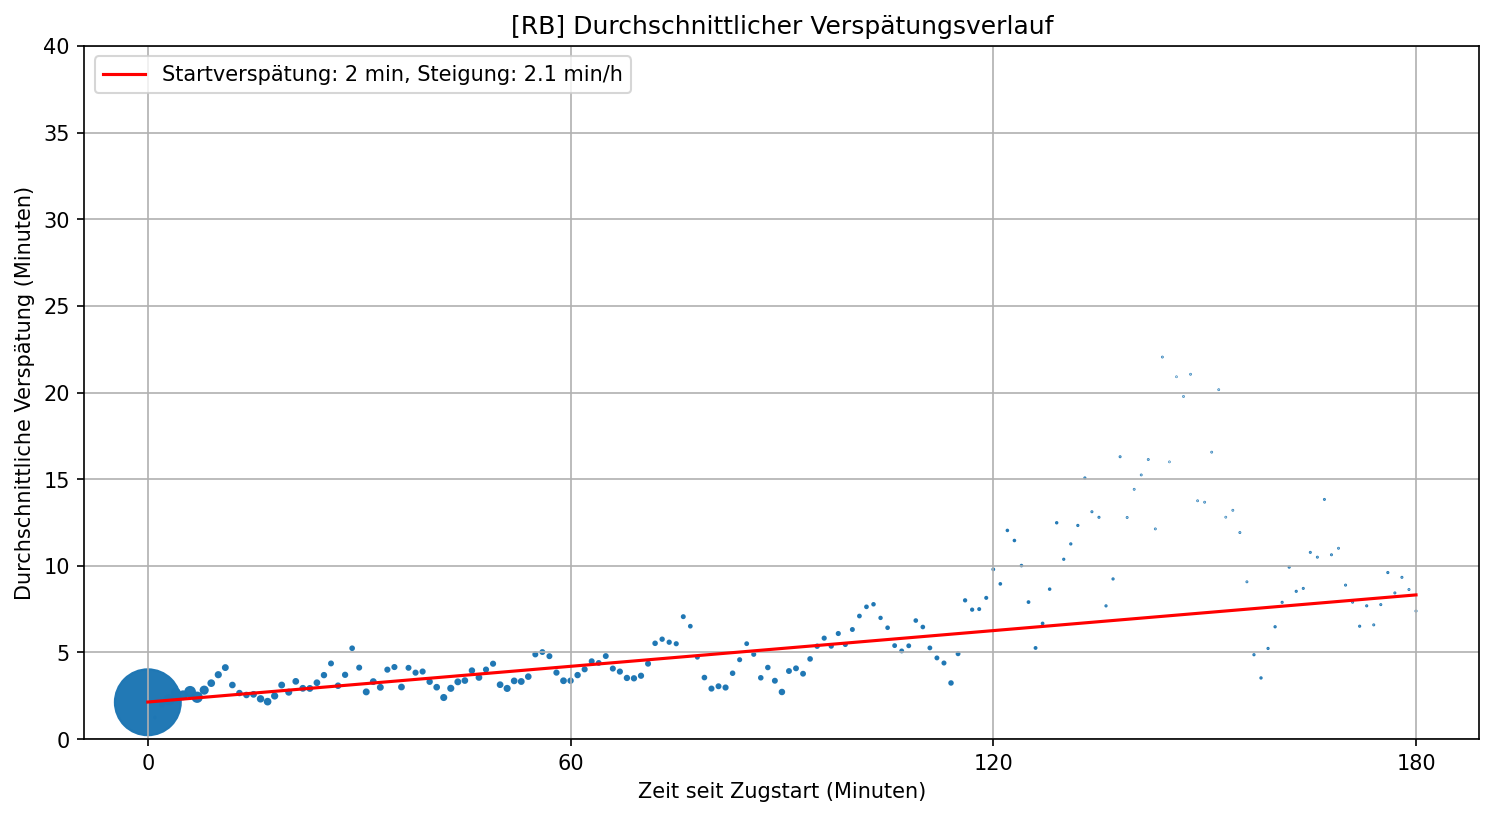 [RB] Durchschnittlicher Verspätungsverlauf
Startverspätung: 2 min, Steigung: 2.1 min/h
Durchschnittliche Verspätung (Minuten)
40
35
30
25
20
15
10
5
0
0 60 120 180
Zeit seit Zugstart (Minuten)